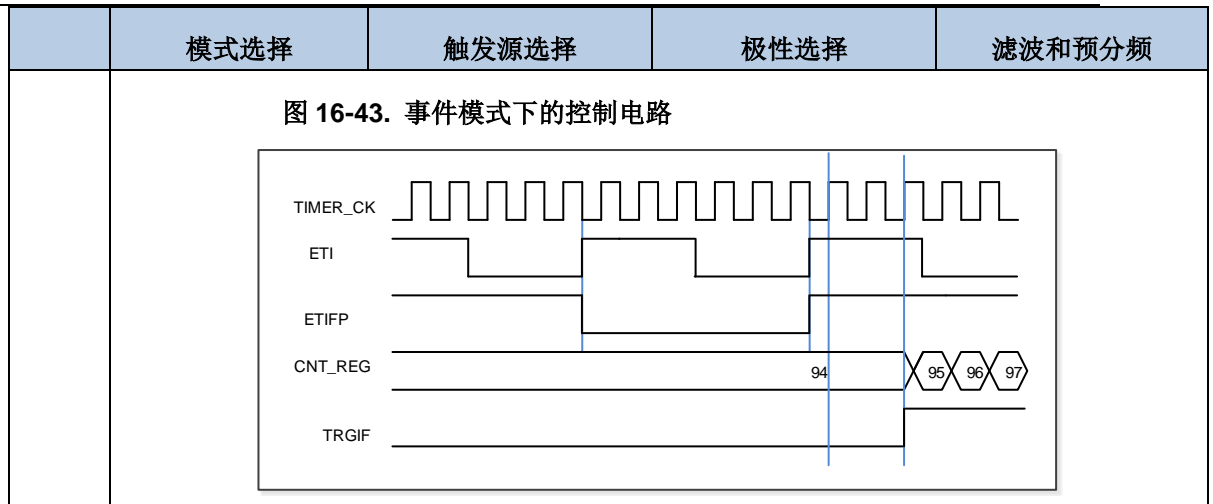 模式选择 触发源选择 极性选择 滤波和预分频
图 16-43. 事件模式下的控制电路
TIMER_CK
ETI
ETIFP
CNT_REG 94 95 96 97
TRGIF